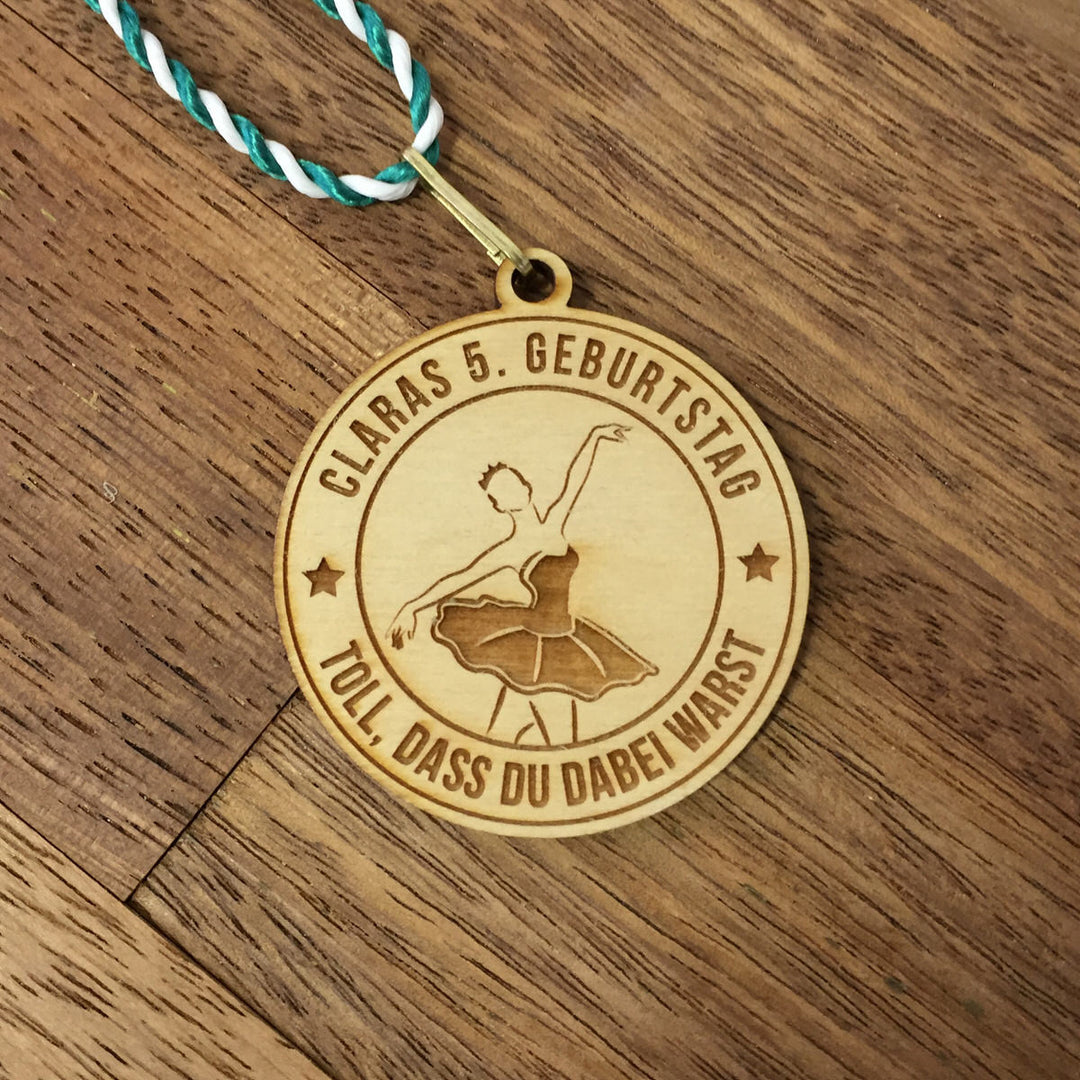 CLARAS 5. GEBURTSTAG
TOLL, DASS DU DABEI WARST